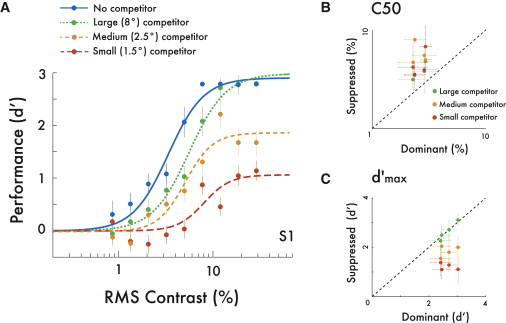 A
No competitor
Large (8°) competitor
Medium (2.5°) competitor
Small (1.5°) competitor
Performance (d')
3
2
1
0
S1
1
10
RMS Contrast (%)
B
C50
Suppressed (%)
10
Large competitor
Medium competitor
Small competitor
1
10
Dominant (%)
C
d'max
Suppressed (d')
4
2
0
2
4
Dominant (d')